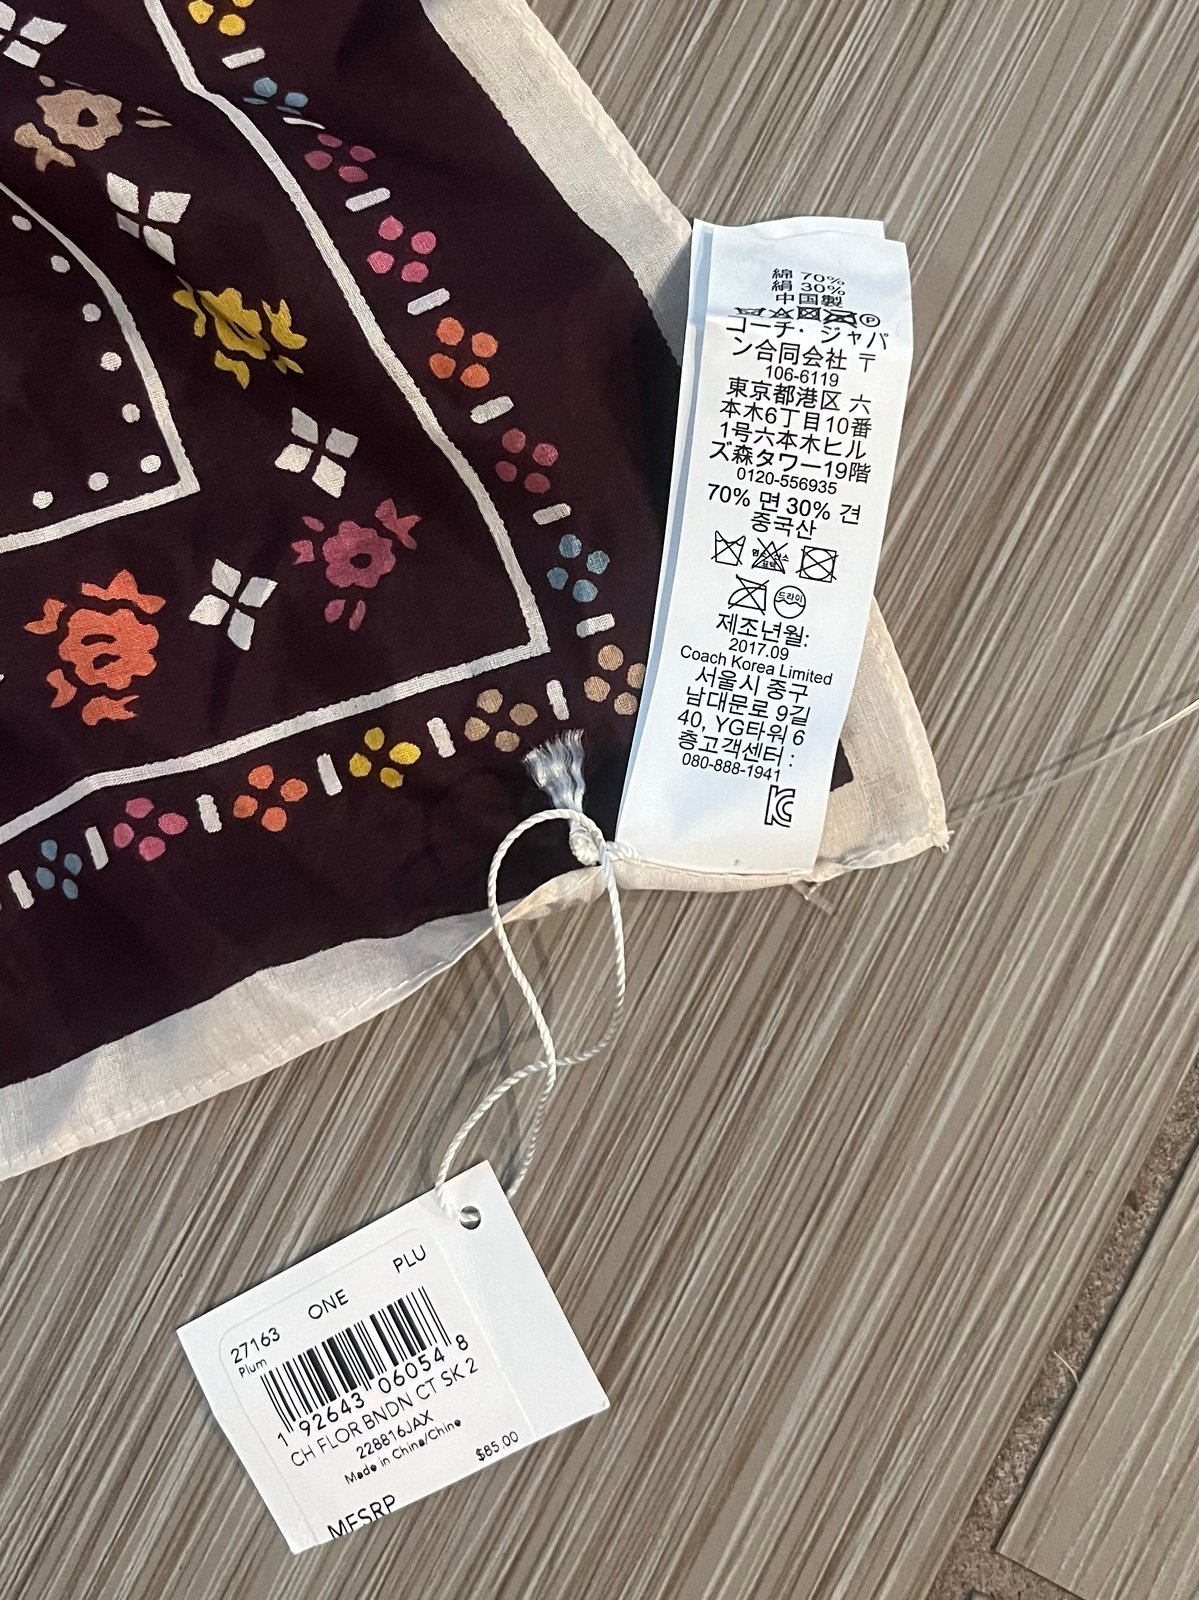 綿 70%
絹 30%
中国製
P
コーチ・ジャパ
ン合同会社 〒
106-6119
東京都港区 六
本木6丁目10番
1号六本木ヒル
ズ森タワー19階
0120-556935
70% 면 30% 견
중국산
드라이
제조년월:
2017.09
Coach Korea Limited
서울시 중구
남대문로 9길
40, YG타워 6
층고객센터 :
080-888-1941
27163 ONE PLU
Plum
1 92643 06054 8
CH FLOR BNDN CT SK 2
228816JAX
Made in China/Chine
$85.00
MFSRP